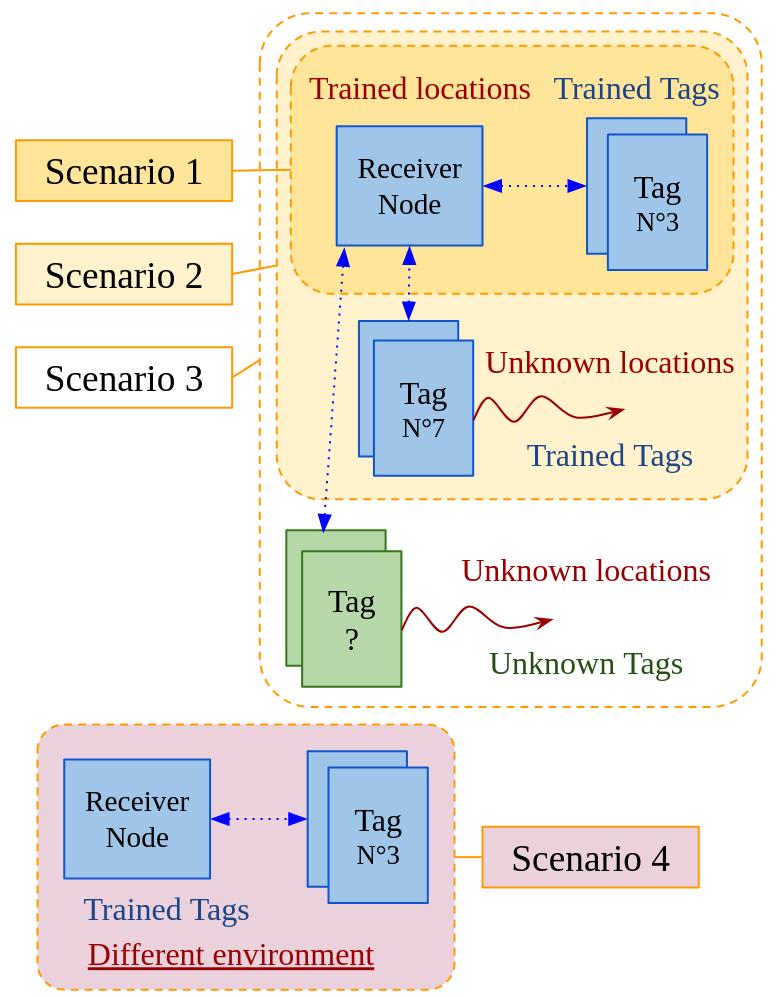 Trained locations
Trained Tags
Receiver
Node
Tag
N°3
Scenario 1
Scenario 2
Scenario 3
Tag
N°7
Unknown locations
Trained Tags
Tag
?
Unknown locations
Unknown Tags
Receiver
Node
Tag
N°3
Trained Tags
Different environment
Scenario 4